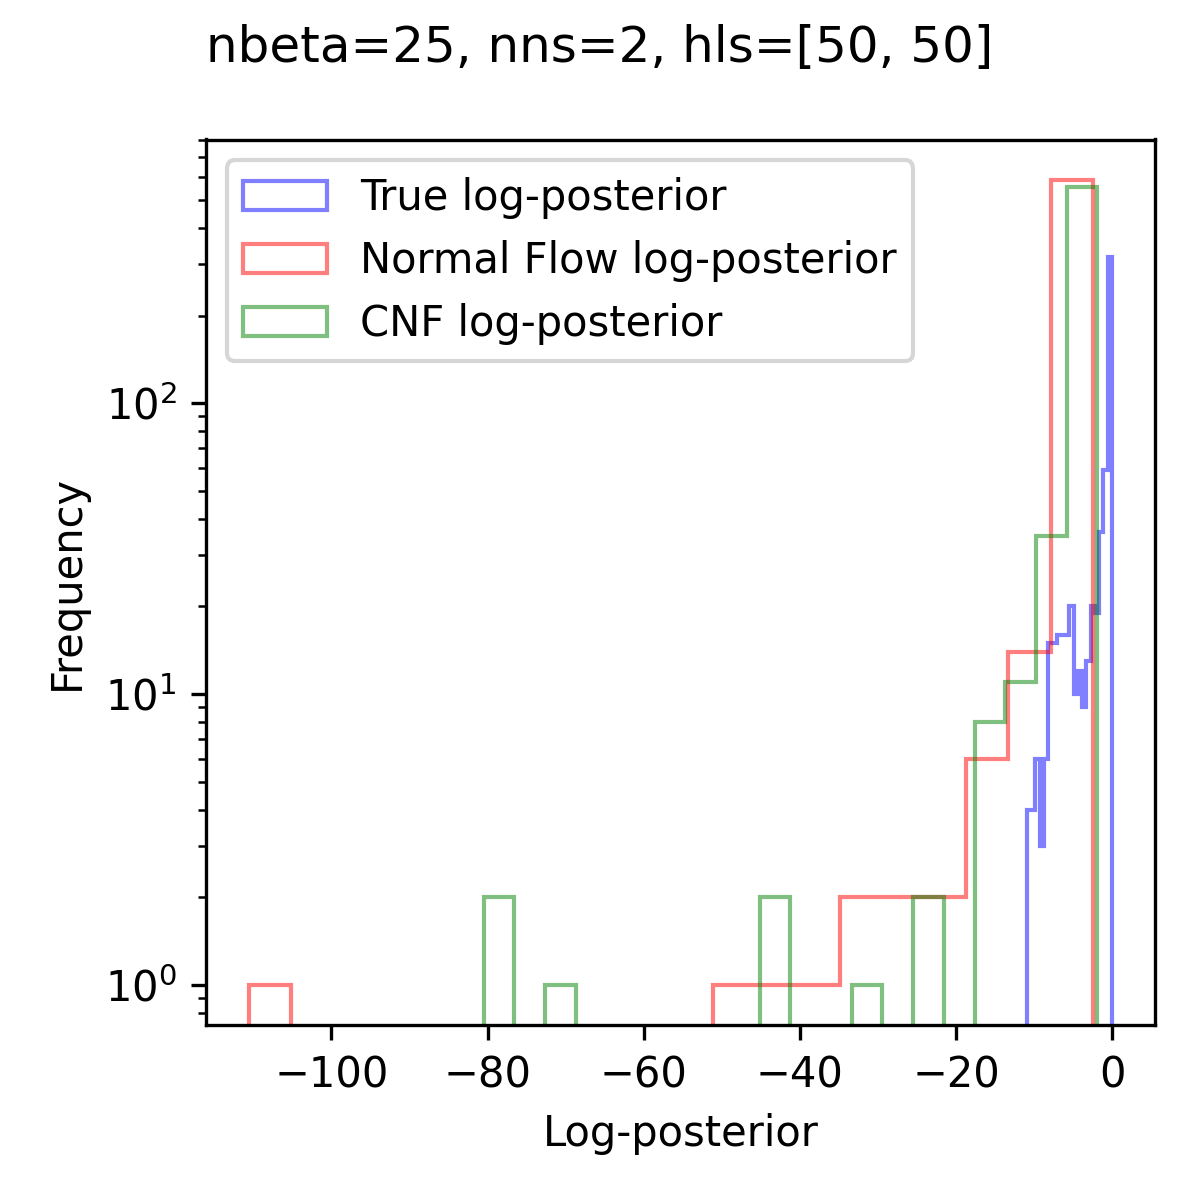 nbeta=25, nns=2, hls=[50, 50]
True log-posterior
Normal Flow log-posterior
CNF log-posterior
10²
10¹
10⁰
Frequency
−100 −80 −60 −40 −20 0
Log-posterior